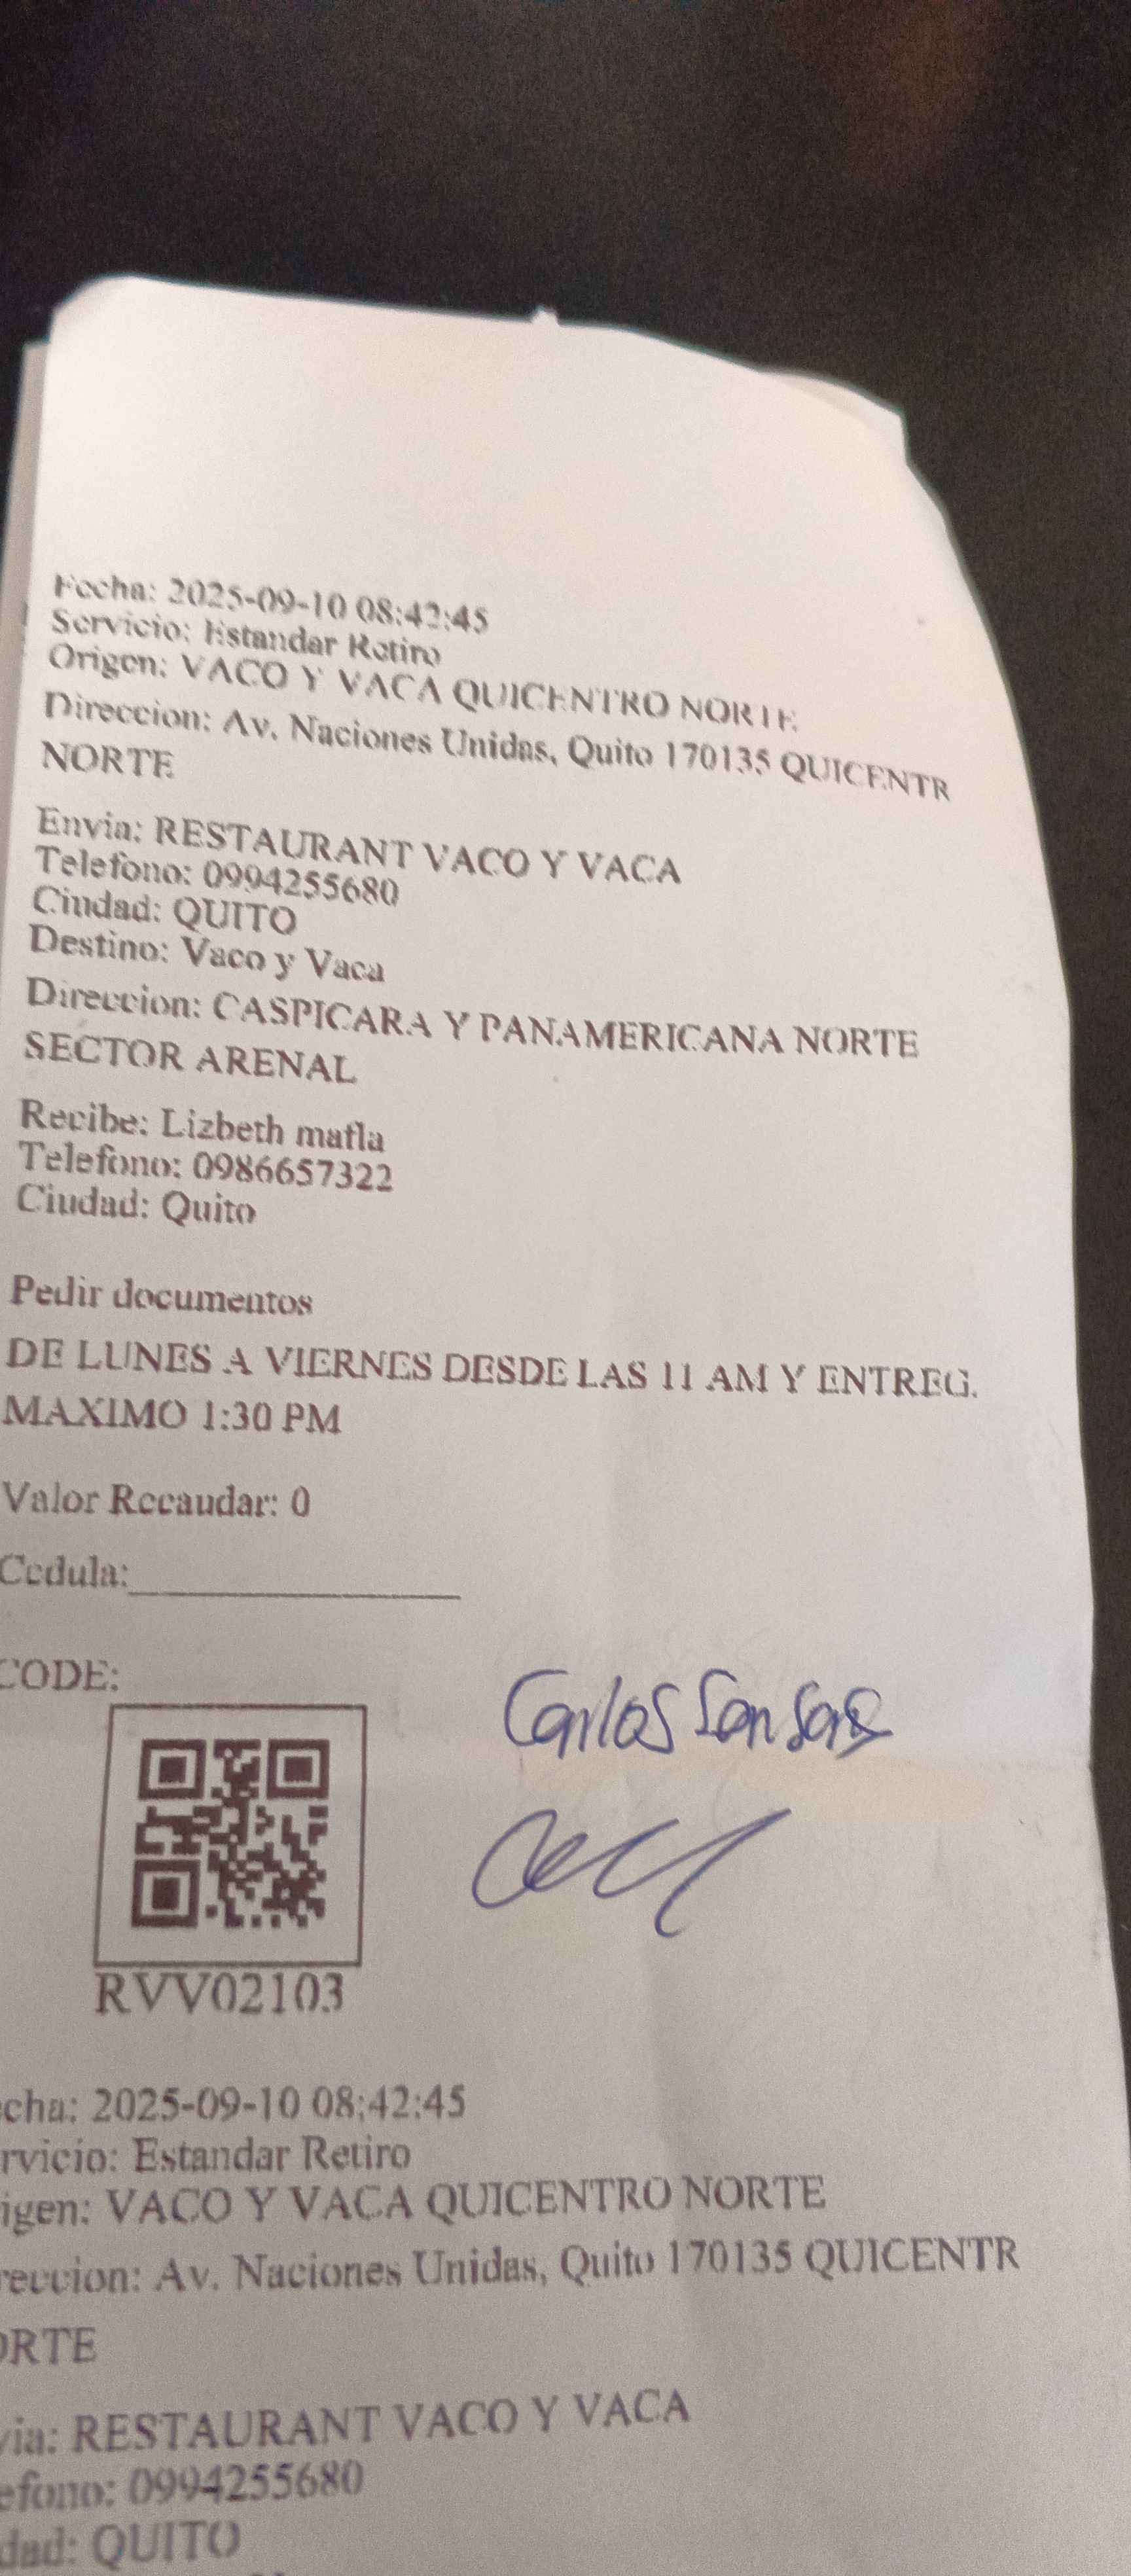 Fecha: 2025-09-10 08:42:45
Servicio: Estandar Retiro
Origen: VACO Y VACA QUICENTRO NORTE
Direccion: Av. Naciones Unidas, Quito 170135 QUICENTR
NORTE
Envia: RESTAURANT VACO Y VACA
Telefono: 0994255680
Ciudad: QUITO
Destino: Vaco y Vaca
Direccion: CASPICARA Y PANAMERICANA NORTE
SECTOR ARENAL
Recibe: Lizbeth matla
Telefono: 0986657322
Ciudad: Quito
Pedir documentos
DE LUNES A VIERNES DESDE LAS 11 AM Y ENTREG.
MAXIMO 1:30 PM
Valor Recaudar: 0
Cedula:
CODE:
Carlos
RVV02103
cha: 2025-09-10 08:42:45
rvicio: Estandar Retiro
igen: VACO Y VACA QUICENTRO NORTE
reccion: Av. Naciones Unidas, Quito 170135 QUICENTR
ORTE
via: RESTAURANT VACO Y VACA
efono: 0994255680
dad: QUITO